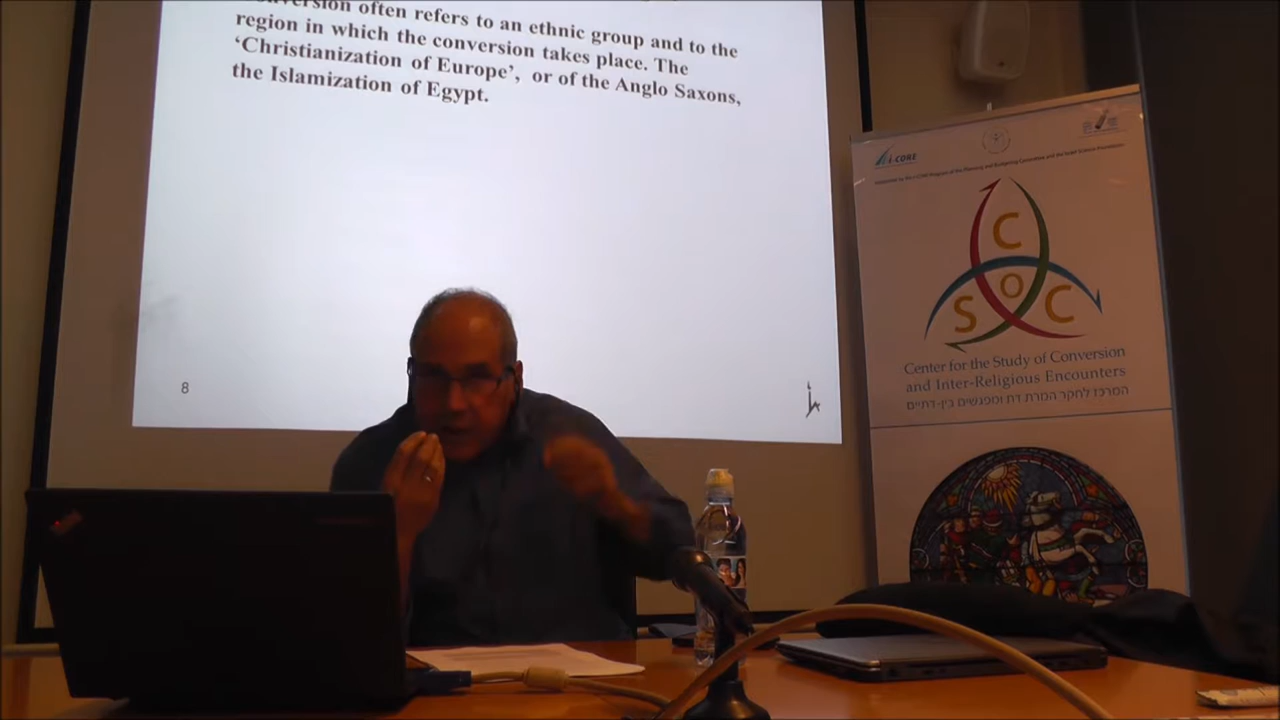 often refers to an ethnic group and to the
region in which the conversion takes place. The
‘Christianization of Europe’, or of the Anglo Saxons,
the Islamization of Egypt.
8
i-CORE
C
S O C
Center for the Study of Conversion
and Inter-Religious Encounters
המרכז לחקר המרת דת ומפגשים בין-דתיים